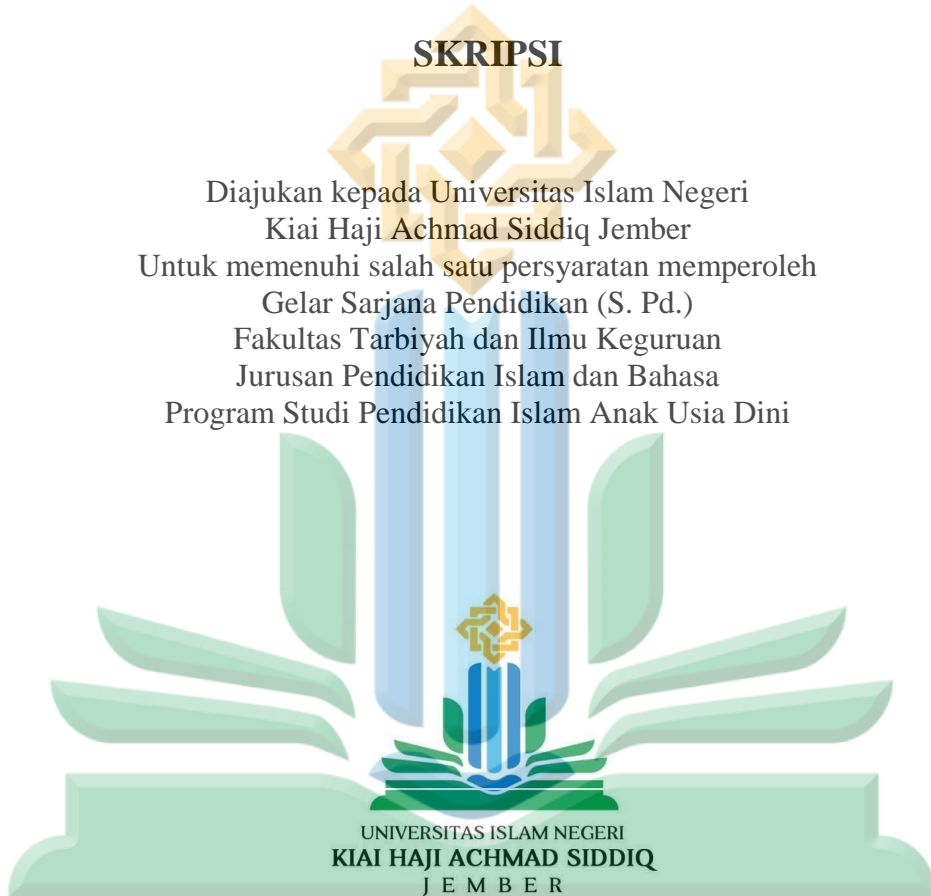 SKRIPSI
Diajukan kepada Universitas Islam Negeri
Kiai Haji Achmad Siddiq Jember
Untuk memenuhi salah satu persyaratan memperoleh
Gelar Sarjana Pendidikan (S. Pd.)
Fakultas Tarbiyah dan Ilmu Keguruan
Jurusan Pendidikan Islam dan Bahasa
Program Studi Pendidikan Islam Anak Usia Dini
UNIVERSITAS ISLAM NEGERI
KIAI HAJI ACHMAD SIDDIQ
JEMBER